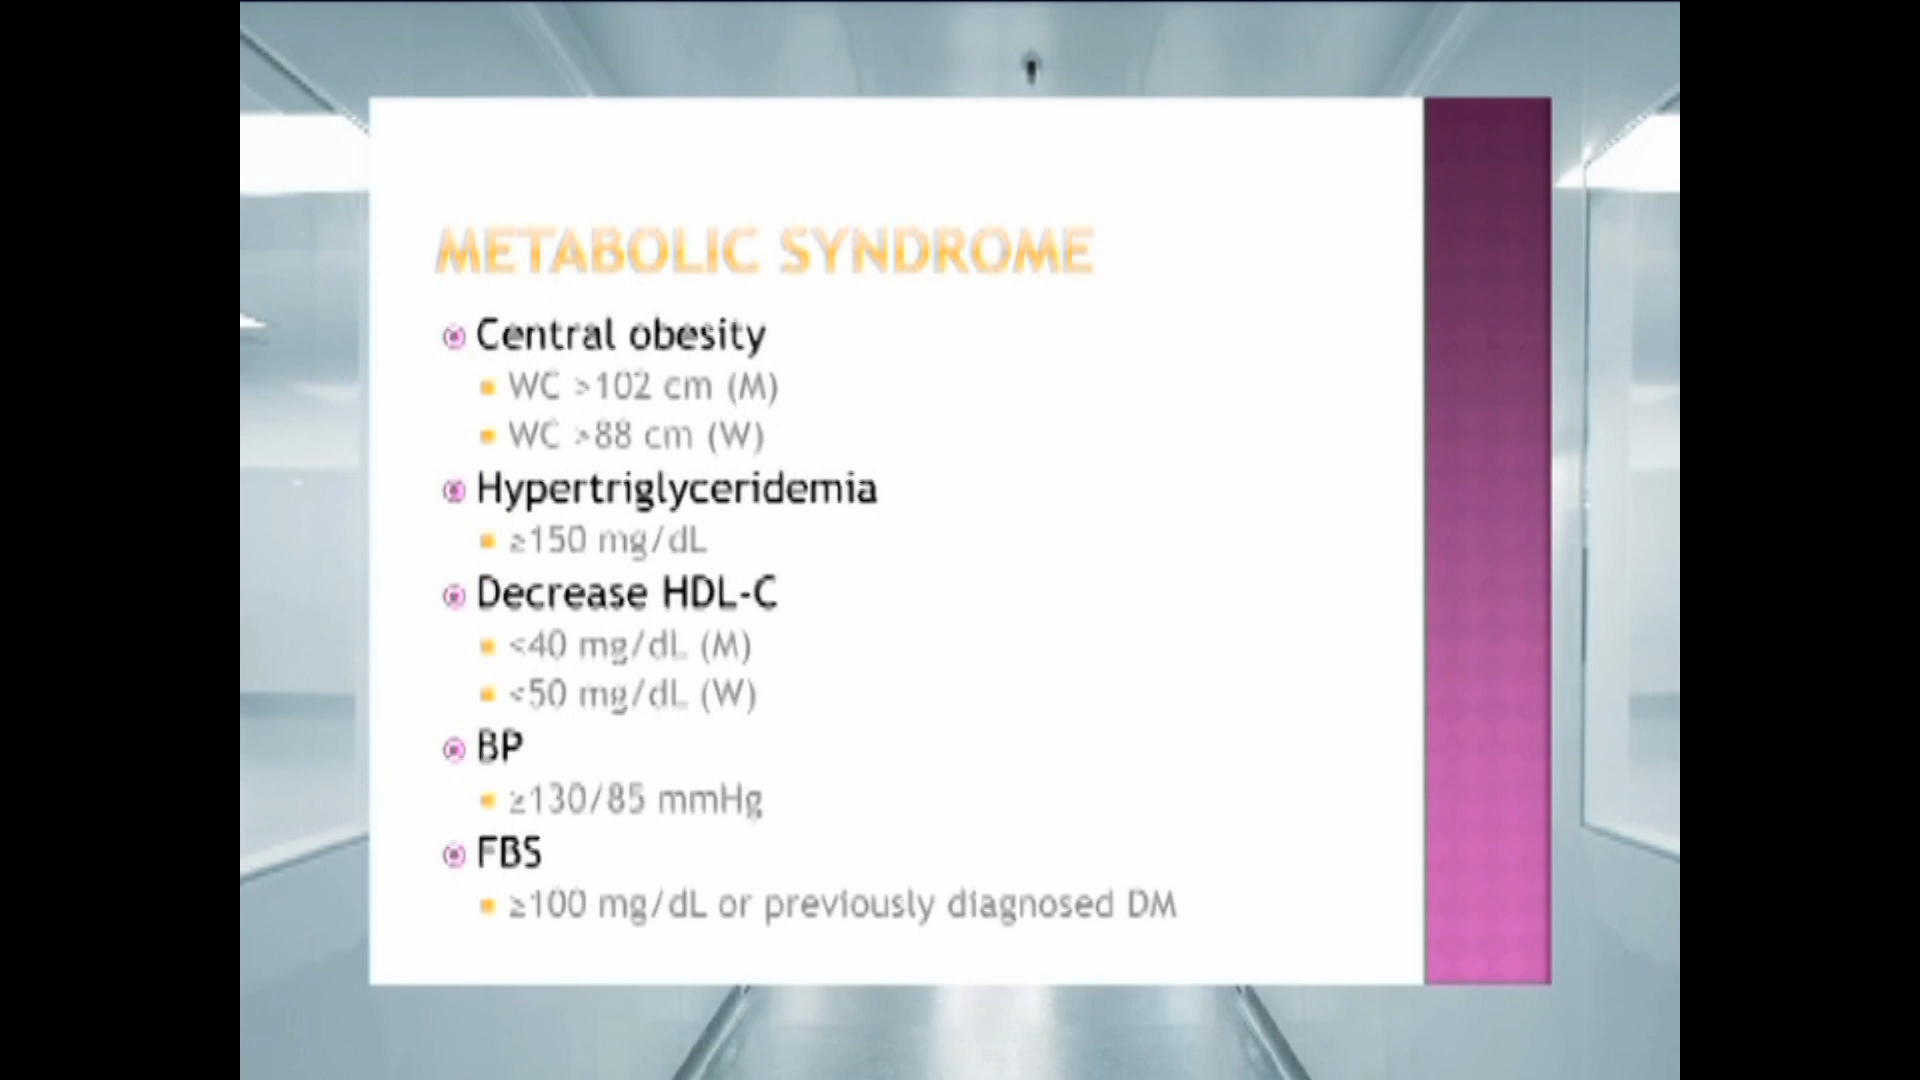 METABOLIC SYNDROME
Central obesity
WC >102 cm (M)
WC >88 cm (W)
Hypertriglyceridemia
≥150 mg/dL
Decrease HDL-C
<40 mg/dL (M)
<50 mg/dL (W)
BP
≥130/85 mmHg
FBS
≥100 mg/dL or previously diagnosed DM